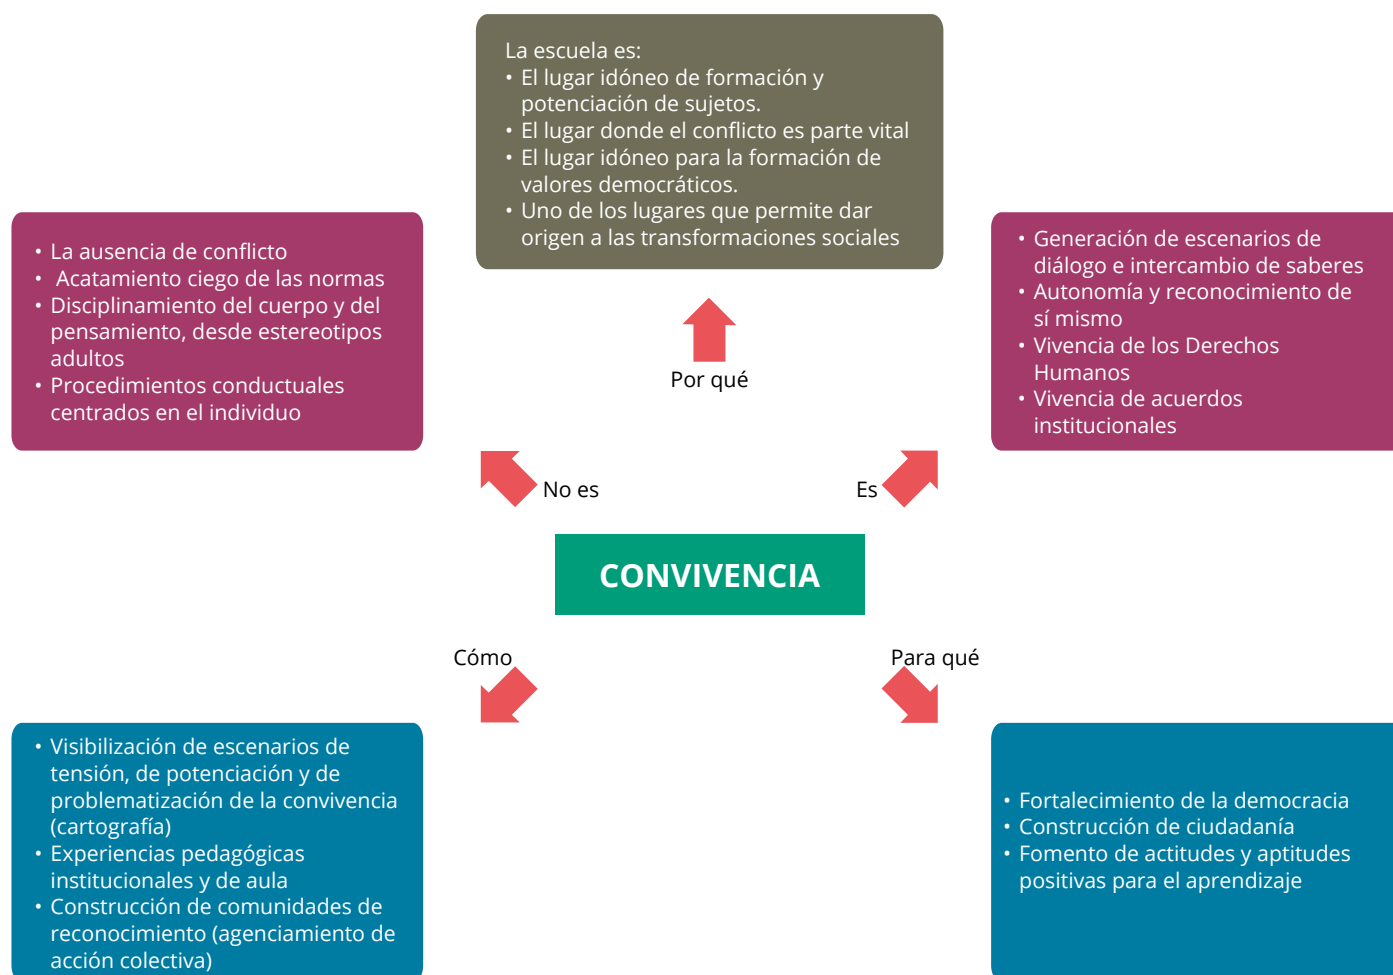 La escuela es:
• El lugar idóneo de formación y
potenciación de sujetos.
• El lugar donde el conflicto es parte vital
• El lugar idóneo para la formación de
valores democráticos.
• Uno de los lugares que permite dar
origen a las transformaciones sociales
• La ausencia de conflicto
• Acatamiento ciego de las normas
• Disciplinamiento del cuerpo y del
pensamiento, desde estereotipos
adultos
• Procedimientos conductuales
centrados en el individuo
• Generación de escenarios de
diálogo e intercambio de saberes
• Autonomía y reconocimiento de
sí mismo
• Vivencia de los Derechos
Humanos
• Vivencia de acuerdos
institucionales
Por qué
No es
Es
CONVIVENCIA
Cómo
Para qué
• Visibilización de escenarios de
tensión, de potenciación y de
problematización de la convivencia
(cartografía)
• Experiencias pedagógicas
institucionales y de aula
• Construcción de comunidades de
reconocimiento (agenciamiento de
acción colectiva)
• Fortalecimiento de la democracia
• Construcción de ciudadanía
• Fomento de actitudes y aptitudes
positivas para el aprendizaje